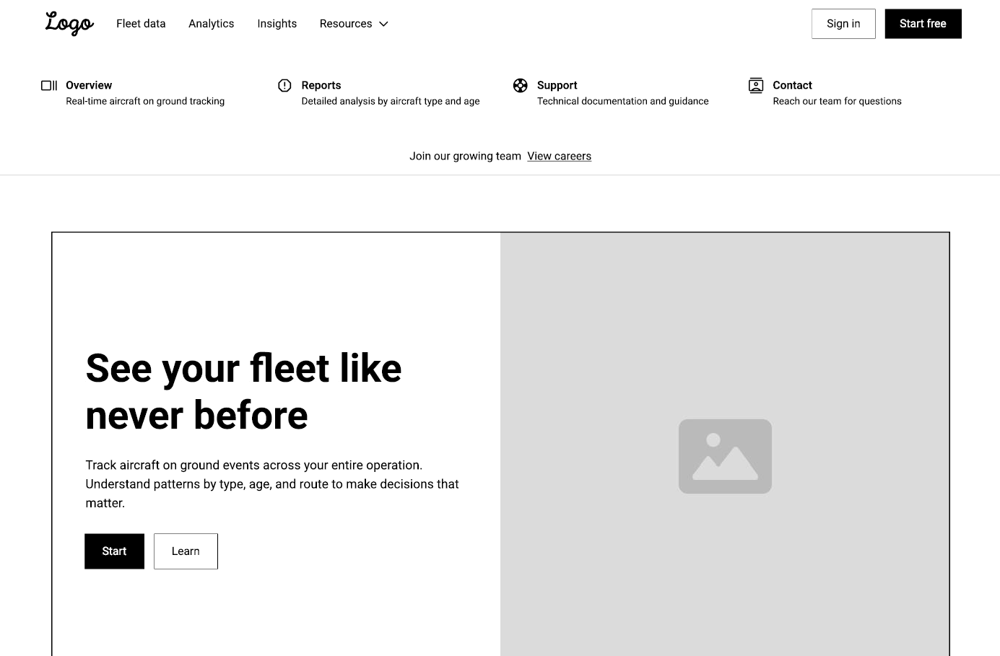 Logo
Fleet data
Analytics
Insights
Resources
Sign in
Start free
Overview
Real-time aircraft on ground tracking
Reports
Detailed analysis by aircraft type and age
Support
Technical documentation and guidance
Contact
Reach our team for questions
Join our growing team View careers
See your fleet like
never before
Track aircraft on ground events across your entire operation.
Understand patterns by type, age, and route to make decisions that
matter.
Start
Learn